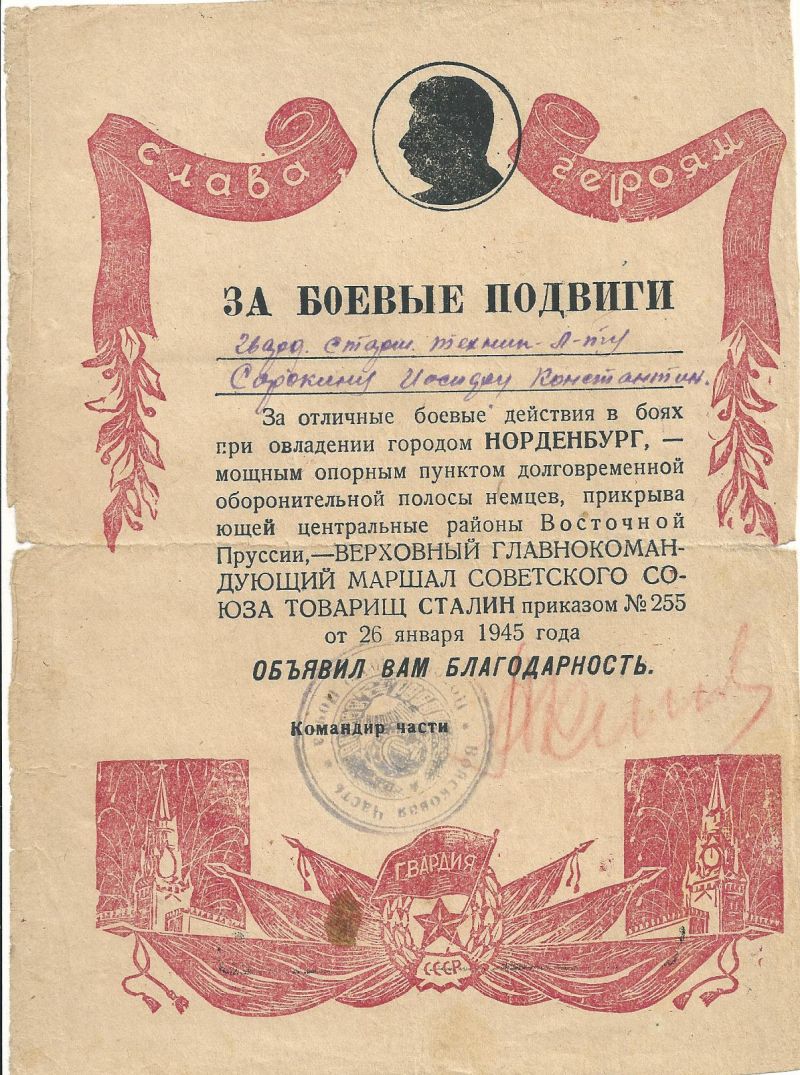 слава героям
ЗА БОЕВЫЕ ПОДВИГИ
Гвард. старш. техник-л-ту
Сорокину Иосифу Константин.
За отличные боевые действия в боях
при овладении городом НОРДЕНБУРГ, —
мощным опорным пунктом долговременной
оборонительной полосы немцев, прикрыва
ющей центральные районы Восточной
Пруссии,—ВЕРХОВНЫЙ ГЛАВНОКОМАН-
ДУЮЩИЙ МАРШАЛ СОВЕТСКОГО СО-
ЮЗА ТОВАРИЩ СТАЛИН приказом № 255
от 26 января 1945 года
ОБЪЯВИЛ ВАМ БЛАГОДАРНОСТЬ.
Командир части
Войсковая часть
ГВАРДИЯ
СССР